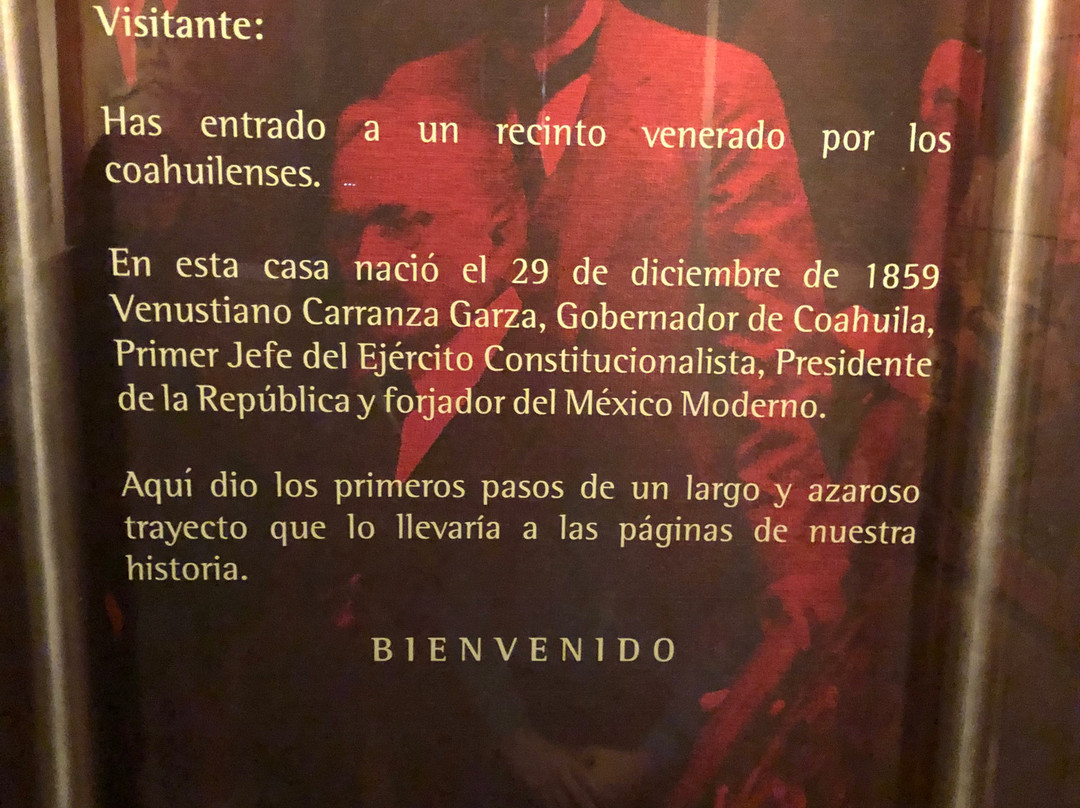 Visitante:
Has entrado a un recinto venerado por los
coahuilenses.
En esta casa nació el 29 de diciembre de 1859
Venustiano Carranza Garza, Gobernador de Coahuila,
Primer Jefe del Ejército Constitucionalista, Presidente
de la República y forjador del México Moderno.
Aquí dio los primeros pasos de un largo y azaroso
trayecto que lo llevaría a las páginas de nuestra
historia.
BIENVENIDO